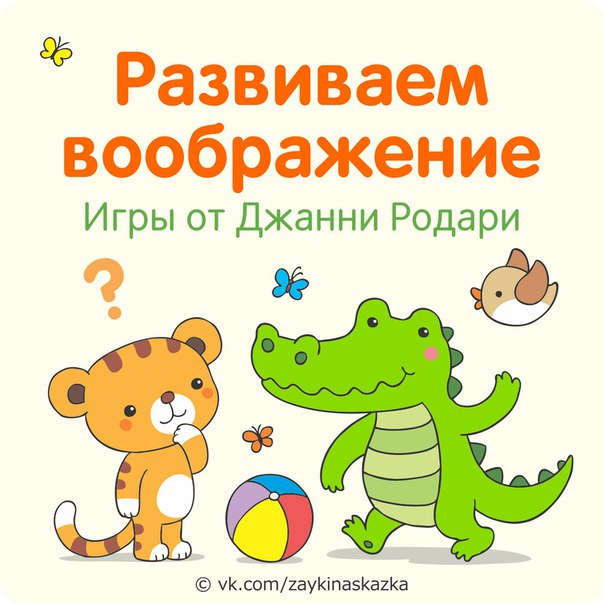 Развиваем
воображение
Игры от Джанни Родари
?
© vk.com/zaykinaskazka